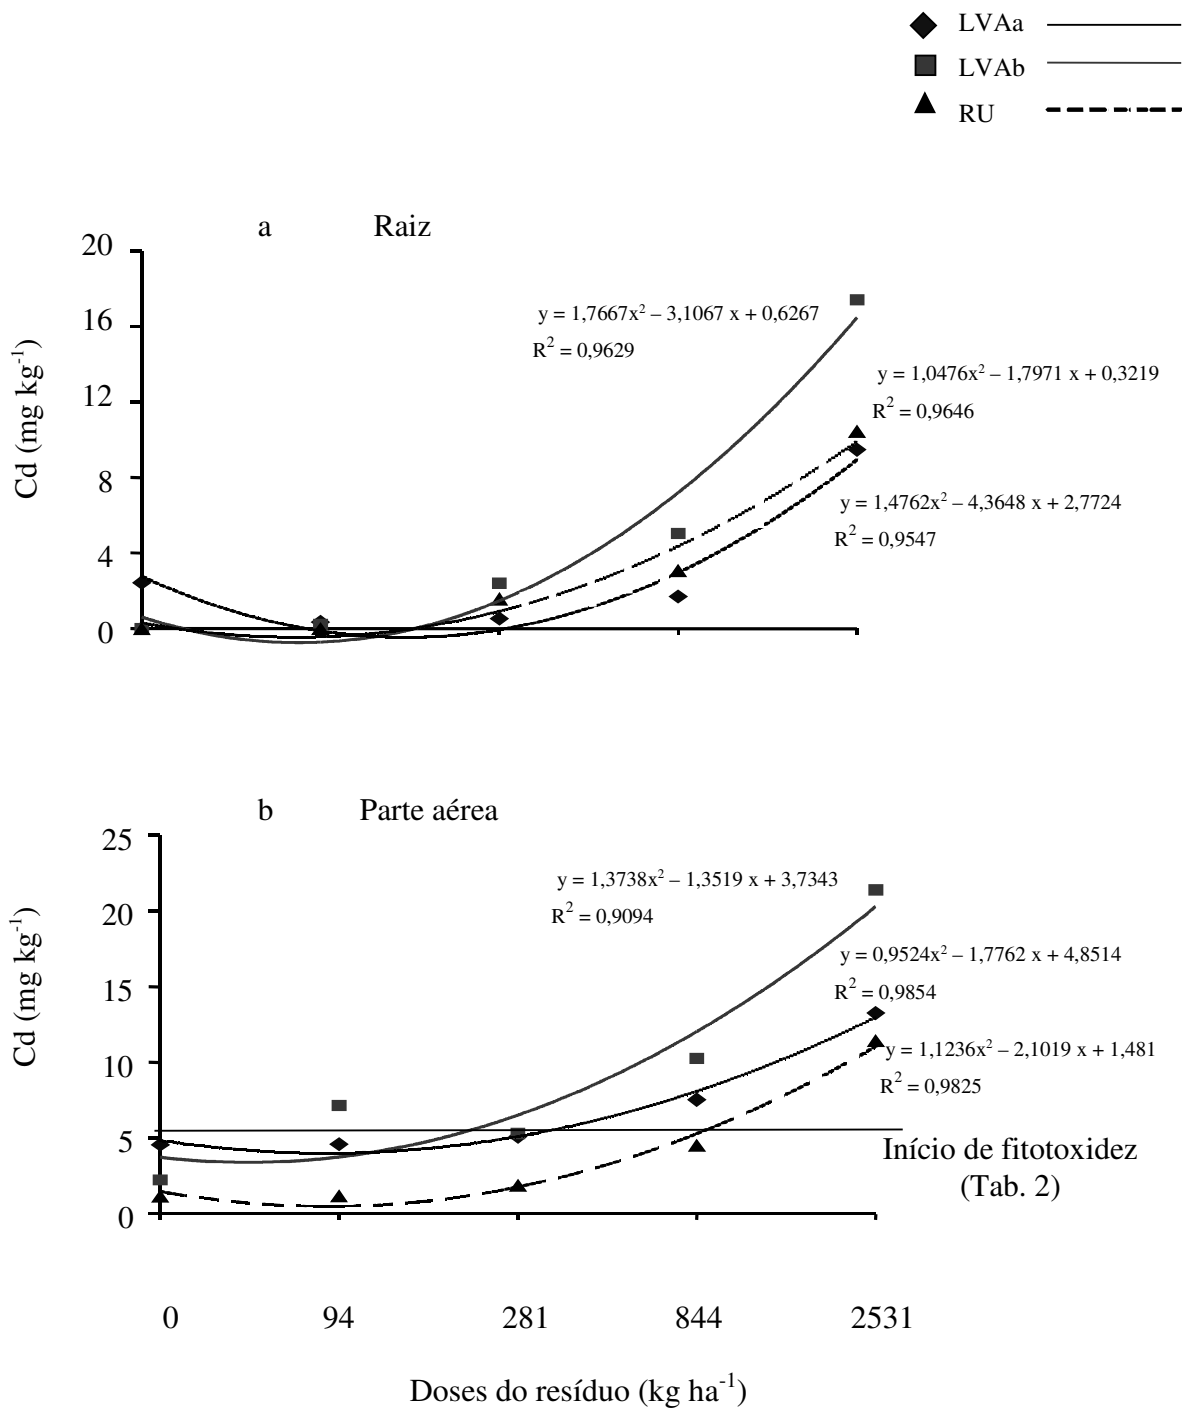 LVAa
LVAb
RU
a Raiz
20
16
12
8
4
0
Cd (mg kg⁻¹)
y = 1,7667x² – 3,1067 x + 0,6267
R² = 0,9629
y = 1,0476x² – 1,7971 x + 0,3219
R² = 0,9646
y = 1,4762x² – 4,3648 x + 2,7724
R² = 0,9547
b Parte aérea
25
20
15
10
5
0
Cd (mg kg⁻¹)
y = 1,3738x² – 1,3519 x + 3,7343
R² = 0,9094
y = 0,9524x² – 1,7762 x + 4,8514
R² = 0,9854
y = 1,1236x² – 2,1019 x + 1,481
R² = 0,9825
Início de fitotoxidez
(Tab. 2)
0 94 281 844 2531
Doses do resíduo (kg ha⁻¹)